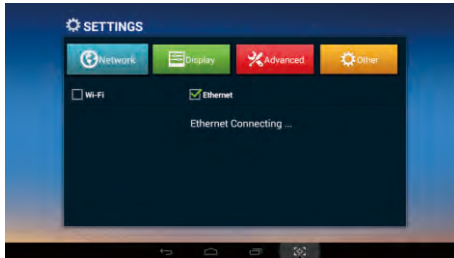 SETTINGS
Network Display Advanced Other
Wi-Fi Ethernet
Ethernet Connecting ...